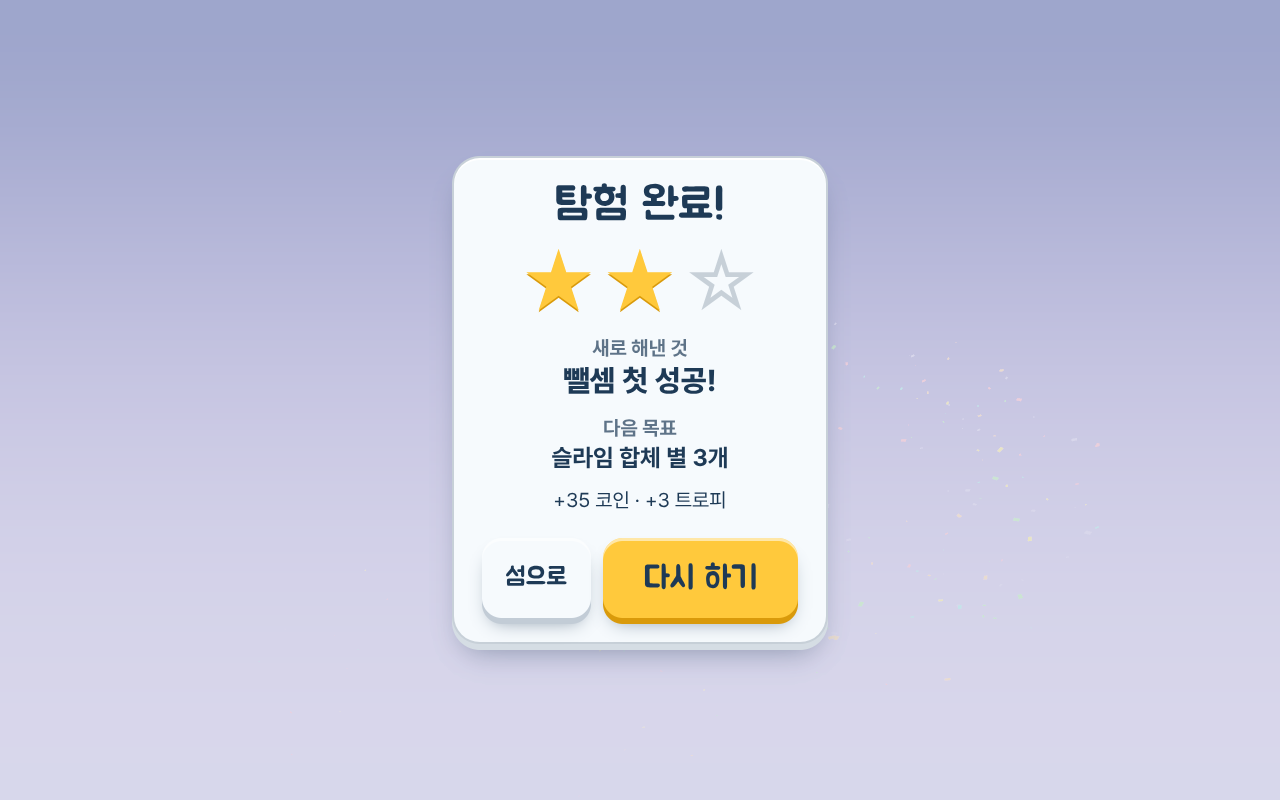 탐험 완료!
새로 해낸 것
뺄셈 첫 성공!
다음 목표
슬라임 합체 별 3개
+35 코인 · +3 트로피
섬으로
다시 하기